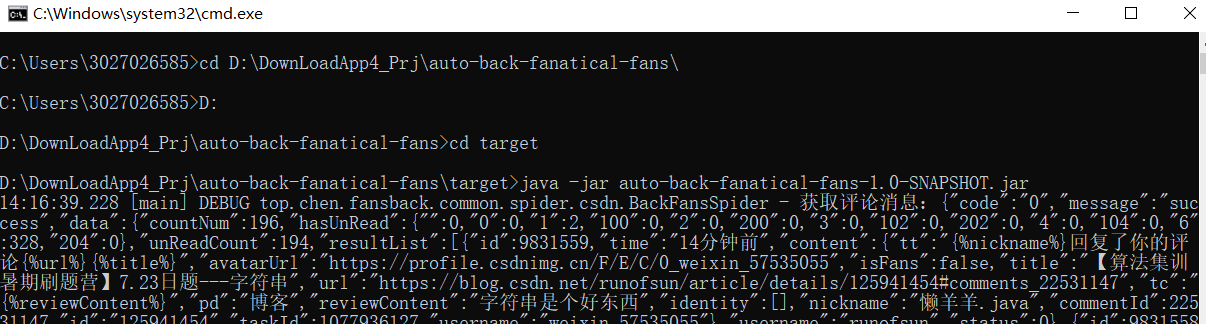 C:\Windows\system32\cmd.exe
C:\Users\3027026585>cd D:\DownLoadApp4_Prj\auto-back-fanatical-fans\
C:\Users\3027026585>D:
D:\DownLoadApp4_Prj\auto-back-fanatical-fans>cd target
D:\DownLoadApp4_Prj\auto-back-fanatical-fans\target>java -jar auto-back-fanatical-fans-1.0-SNAPSHOT.jar
14:16:39.228 [main] DEBUG top.chen.fansback.common.spider.csdn.BackFansSpider - 获取评论消息: {"code":"0","message":"suc
cess","data":{"countNum":196,"hasUnRead":{"":0,"0":0,"1":2,"100":0,"2":0,"200":0,"3":0,"102":0,"202":0,"4":0,"104":0,"6"
:328,"204":0},"unReadCount":194,"resultList":[{"id":9831559,"time":"14分钟前","content":{"tt":"{%nickname%}回复了你的评
论{%url%}{%title%}","avatarUrl":"https://profile.csdnimg.cn/F/E/C/0_weixin_57535055","isFans":false,"title":"【算法集训
暑期刷题营】7.23日题---字符串","url":"https://blog.csdn.net/runofsun/article/details/125941454#comments_22531147","tc":"
{%reviewContent%}","pd":"博客","reviewContent":"字符串是个好东西","identity":[],"nickname":"懒羊羊.java","commentId":225
31147,"id":"125941454","taskId":1077936127,"username":"weixin_57535055"},"username":"runofsun","status":0},{"id":9831558